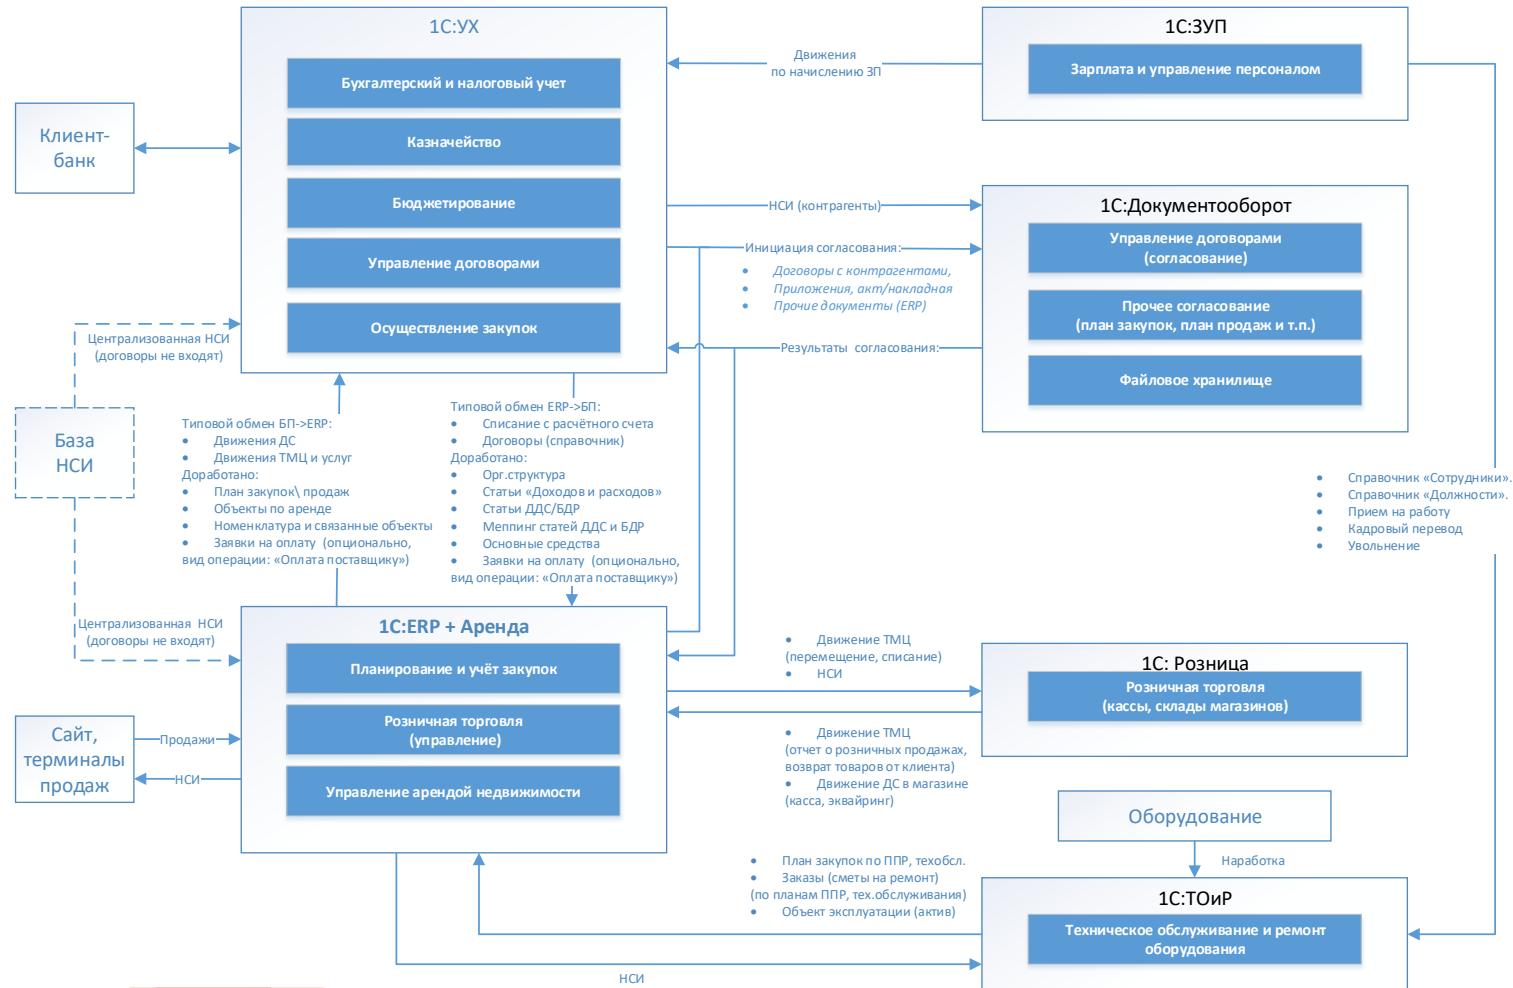 1С:УХ
Бухгалтерский и налоговый учет
Казначейство
Бюджетирование
Управление договорами
Осуществление закупок
1С:ЗУП
Зарплата и управление персоналом
Движения
по начислению ЗП
Клиент-
банк
НСИ (контрагенты)
Инициация согласования:
• Договоры с контрагентами,
• Приложения, акт/накладная
• Прочие документы (ERP)
Результаты согласования:
1С:Документооборот
Управление договорами
(согласование)
Прочее согласование
(план закупок, план продаж и т.п.)
Файловое хранилище
Централизованная НСИ
(договоры не входят)
База
НСИ
Централизованная НСИ
(договоры не входят)
Типовой обмен БП->ERP:
• Движения ДС
• Движения ТМЦ и услуг
Доработано:
• План закупок\ продаж
• Объекты по аренде
• Номенклатура и связанные объекты
• Заявки на оплату (опционально,
вид операции: «Оплата поставщику»)
Типовой обмен ERP->БП:
• Списание с расчётного счета
• Договоры (справочник)
Доработано:
• Орг.структура
• Статьи «Доходов и расходов»
• Статьи ДДС/БДР
• Меппинг статей ДДС и БДР
• Основные средства
• Заявки на оплату (опционально,
вид операции: «Оплата поставщику»)
• Справочник «Сотрудники».
• Справочник «Должности».
• Прием на работу
• Кадровый перевод
• Увольнение
1С:ERP + Аренда
Планирование и учёт закупок
Розничная торговля
(управление)
Управление арендой недвижимости
Сайт,
терминалы
продаж
Продажи
НСИ
• Движение ТМЦ
(перемещение, списание)
• НСИ
• Движение ТМЦ
(отчет о розничных продажах,
возврат товаров от клиента)
• Движение ДС в магазине
(касса, эквайринг)
1С: Розница
Розничная торговля
(кассы, склады магазинов)
Оборудование
Наработка
• План закупок по ППР, техобсл.
• Заказы (сметы на ремонт)
(по планам ППР, тех.обслуживания)
• Объект эксплуатации (актив)
1С:ТОиР
Техническое обслуживание и ремонт
оборудования
НСИ